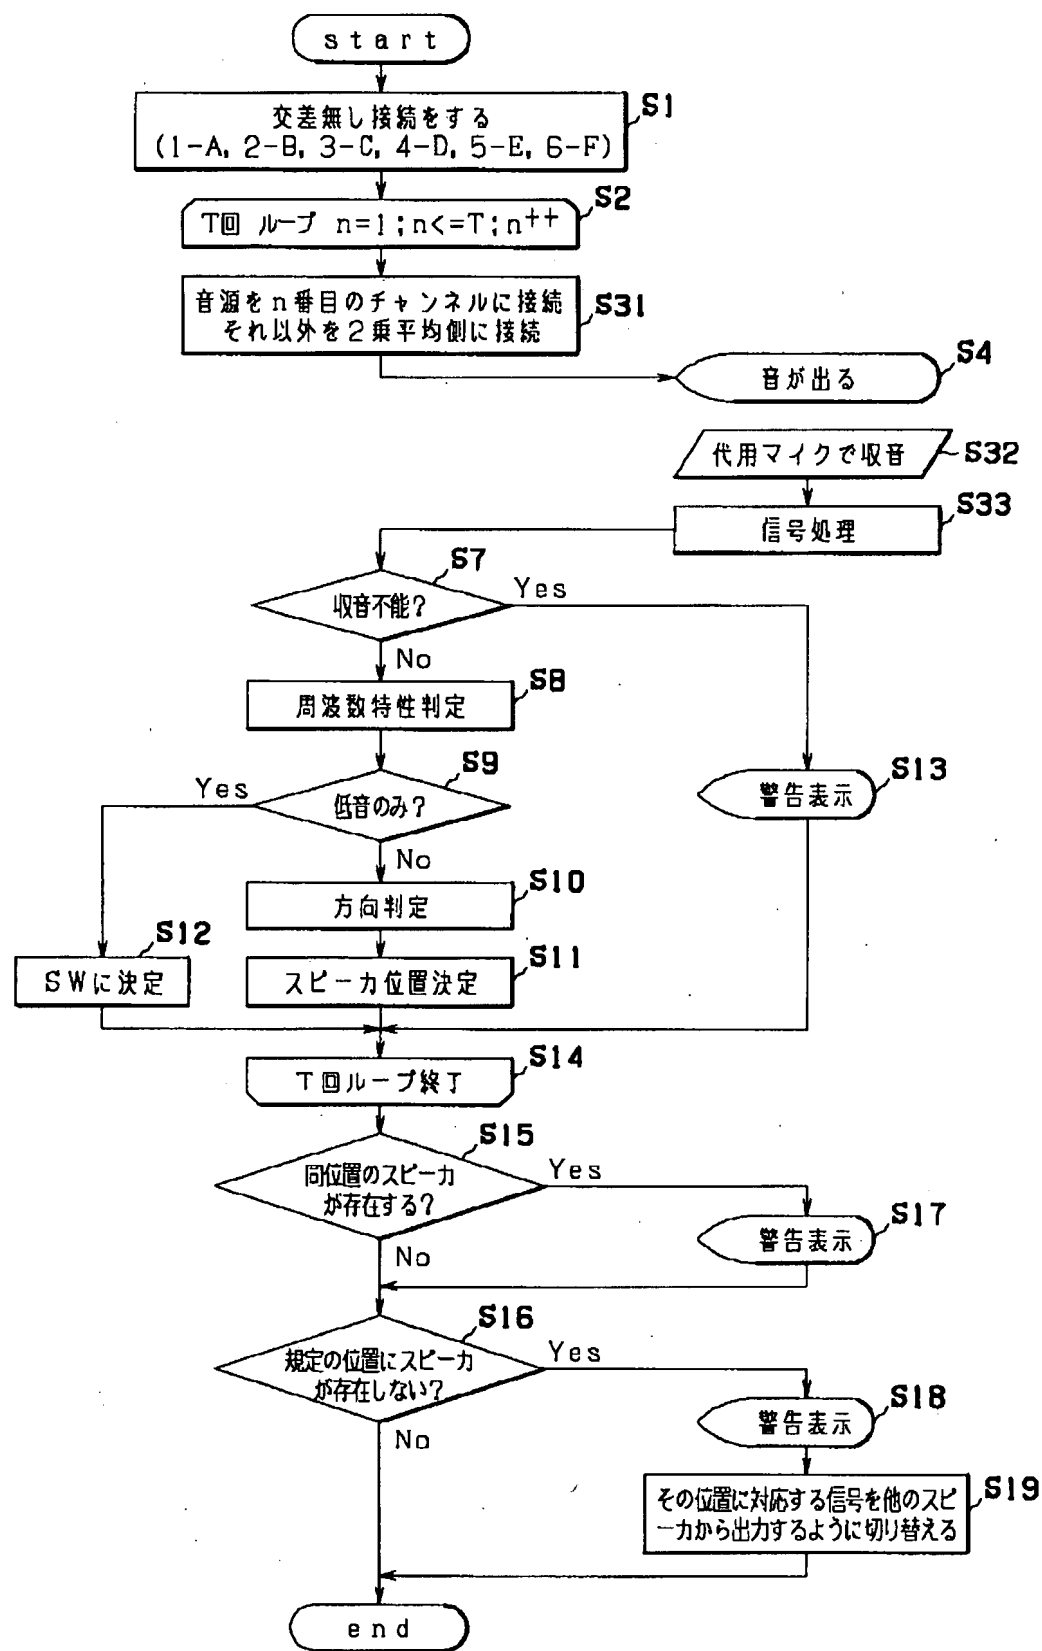 start
S1
交差無し接続をする
(1-A, 2-B, 3-C, 4-D, 5-E, 6-F)
S2
T回 ループ n=1;n<=T;n++
S31
音源をn番目のチャンネルに接続
それ以外を2乗平均側に接続
S4
音が出る
代用マイクで収音
S32
S33
信号処理
S7
収音不能?
Yes
No
S8
周波数特性判定
S9
低音のみ?
Yes
No
S13
警告表示
S10
方向判定
S12
SWに決定
S11
スピーカ位置決定
S14
T回ループ終了
S15
同位置のスピーカ
が存在する?
Yes
No
S17
警告表示
S16
規定の位置にスピーカ
が存在しない?
Yes
No
S18
警告表示
S19
その位置に対応する信号を他のスピ
ーカから出力するように切り替える
end